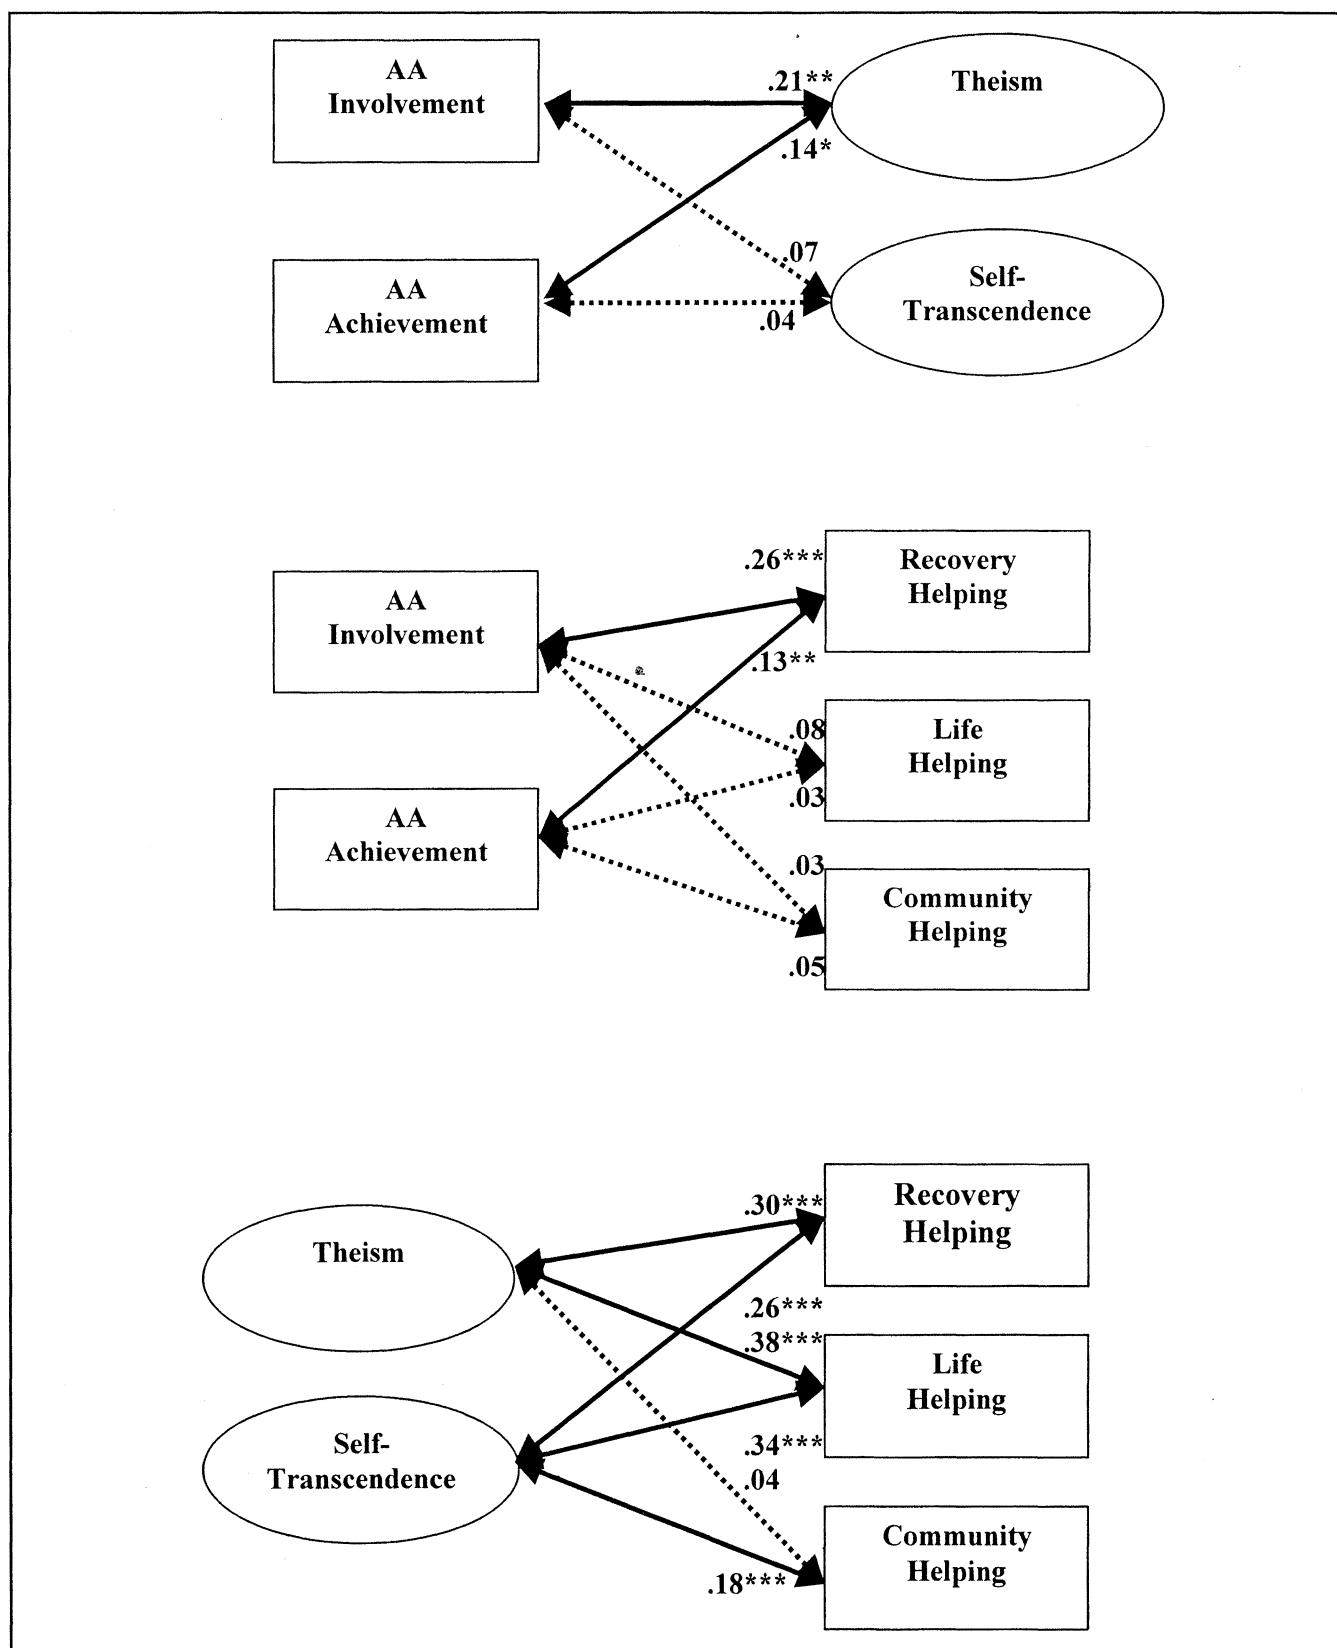 AA
Involvement
.21**
Theism
.14*
AA
Achievement
.07
.04
Self-
Transcendence
AA
Involvement
.26***
Recovery
Helping
.13**
.08
Life
Helping
AA
Achievement
.03
.03
Community
Helping
.05
Theism
.30***
Recovery
Helping
.26***
.38***
Life
Helping
Self-
Transcendence
.34***
.04
Community
Helping
.18***